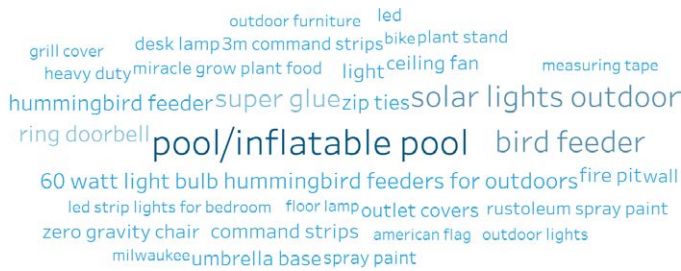 outdoor furniture led
grill cover desk lamp 3m command strips bike plant stand
heavy duty miracle grow plant food light ceiling fan measuring tape
hummingbird feeder super glue zip ties solar lights outdoor
ring doorbell pool/inflatable pool bird feeder
60 watt light bulb hummingbird feeders for outdoors fire pit wall
led strip lights for bedroom floor lamp outlet covers rustoleum spray paint
zero gravity chair command strips american flag outdoor lights
milwaukee umbrella base spray paint